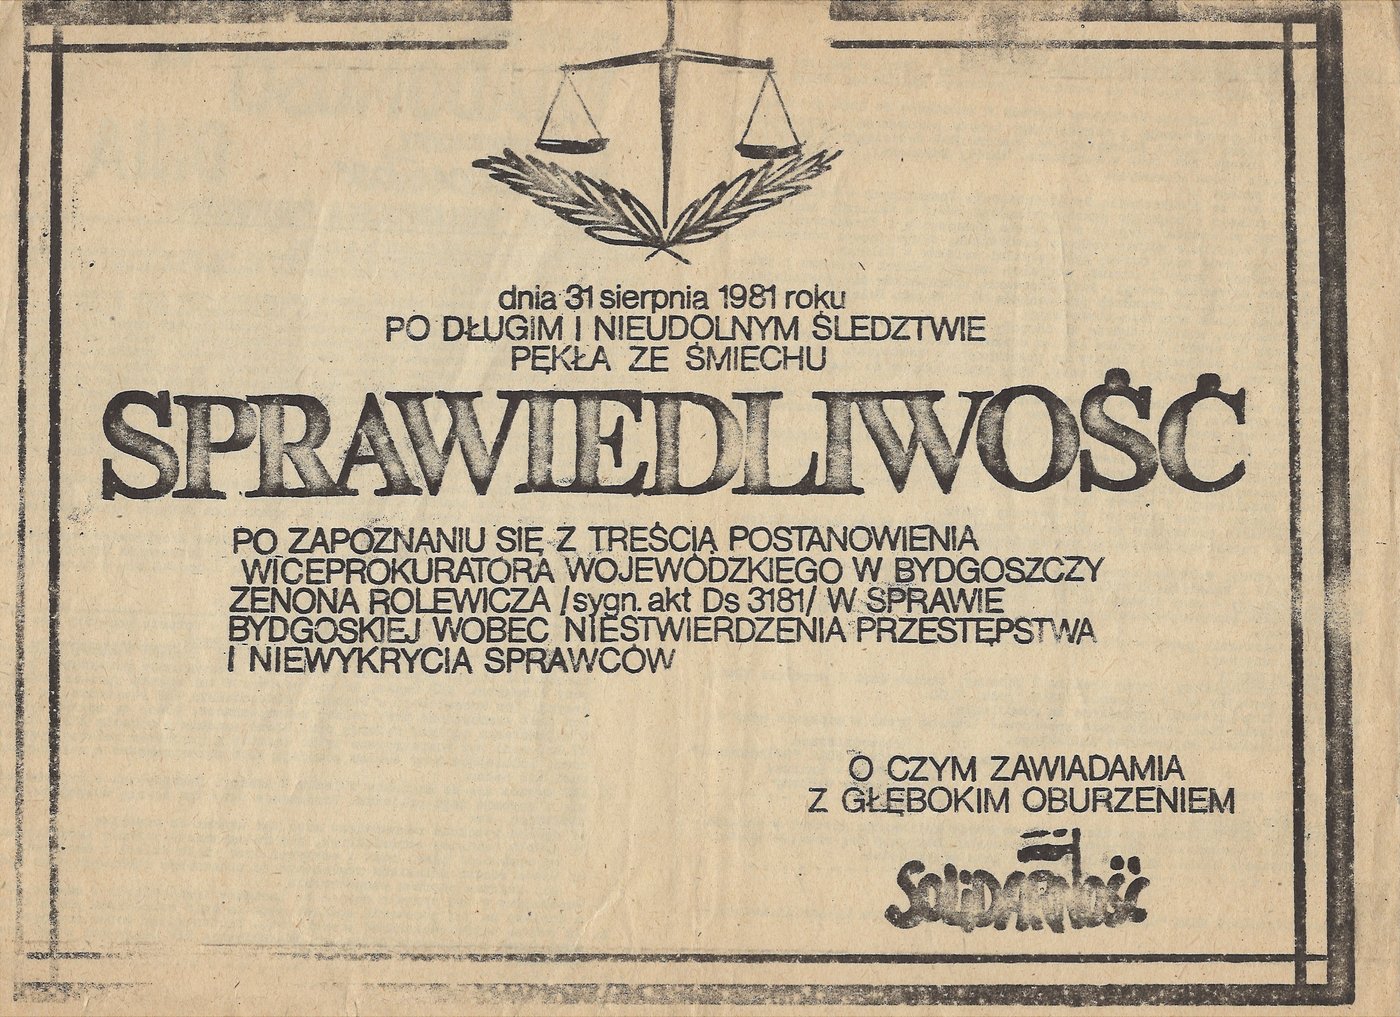 dnia 31 sierpnia 1981 roku
PO DŁUGIM I NIEUDOLNYM ŚLEDZTWIE
PĘKŁA ZE ŚMIECHU
SPRAWIEDLIWOŚĆ
PO ZAPOZNANIU SIĘ Z TREŚCIĄ POSTANOWIENIA
WICEPROKURATORA WOJEWÓDZKIEGO W BYDGOSZCZY
ZENONA ROLEWICZA /sygn. akt Ds 3181/ W SPRAWIE
BYDGOSKIEJ WOBEC NIESTWIERDZENIA PRZESTĘPSTWA
I NIEWYKRYCIA SPRAWCÓW
O CZYM ZAWIADAMIA
Z GŁĘBOKIM OBURZENIEM
SOLIDARNOŚĆ